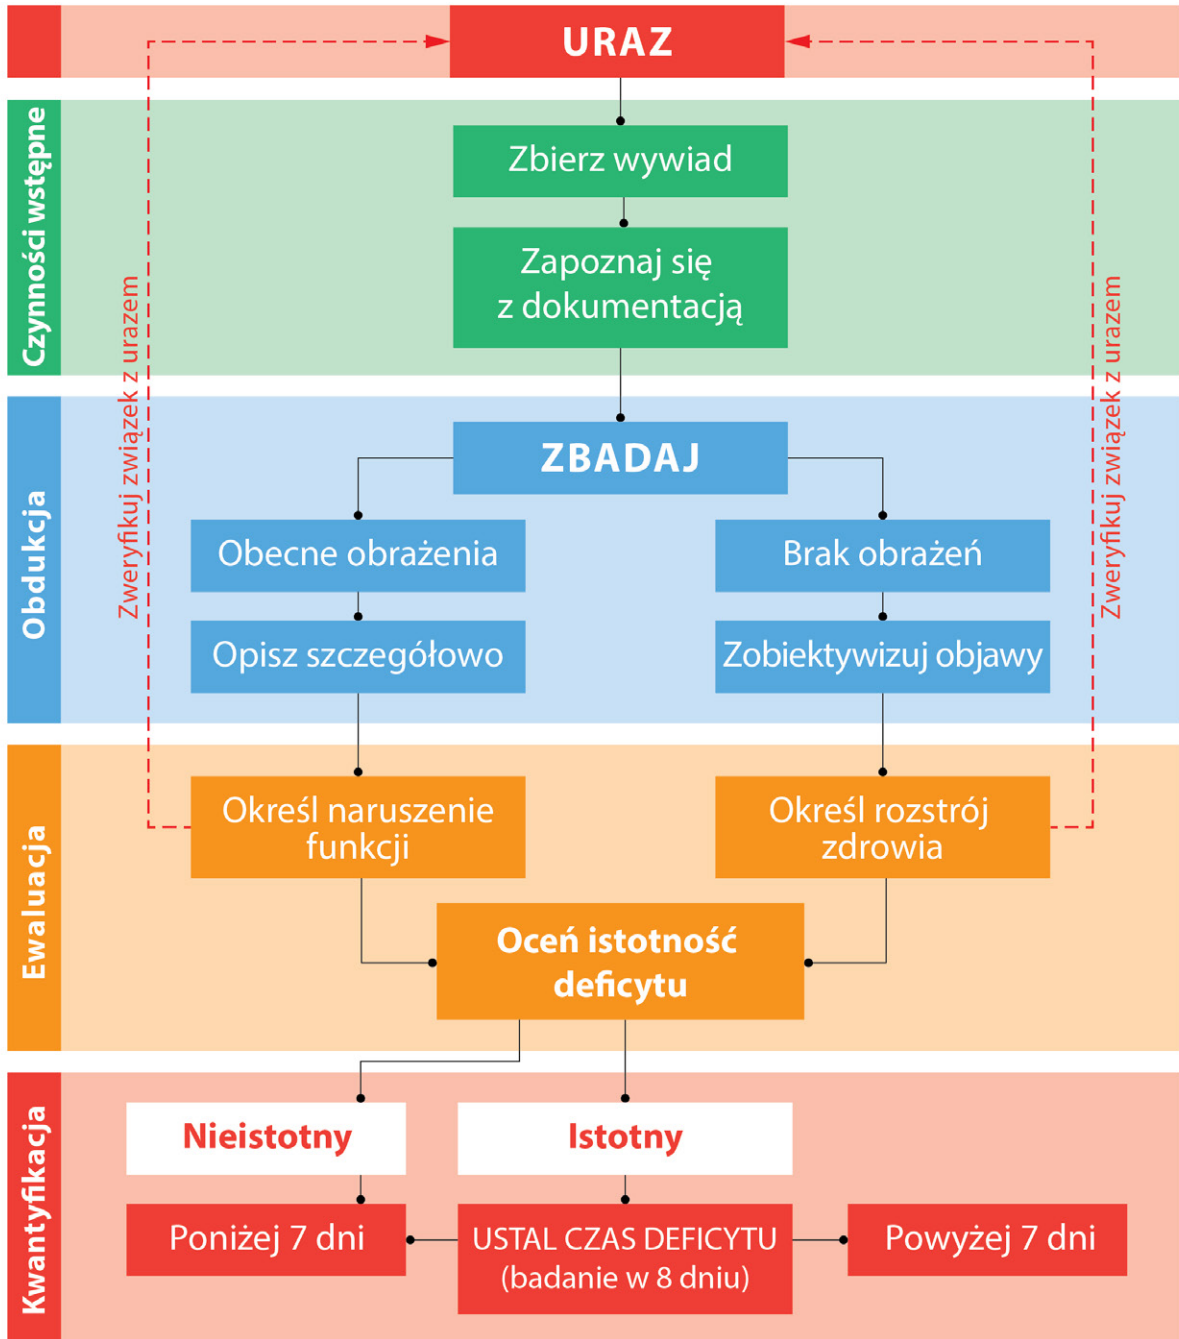 URAZ
Czynności wstępne
Zbierz wywiad
Zapoznaj się
z dokumentacją
Zweryfikuj związek z urazem
Zweryfikuj związek z urazem
Obdukcja
ZBADAJ
Obecne obrażenia
Brak obrażeń
Opisz szczegółowo
Zobiektywizuj objawy
Ewaluacja
Określ naruszenie
funkcji
Określ rozstrój
zdrowia
Oceń istotność
deficytu
Kwantyfikacja
Nieistotny
Istotny
Poniżej 7 dni
USTAL CZAS DEFICYTU
(badanie w 8 dniu)
Powyżej 7 dni